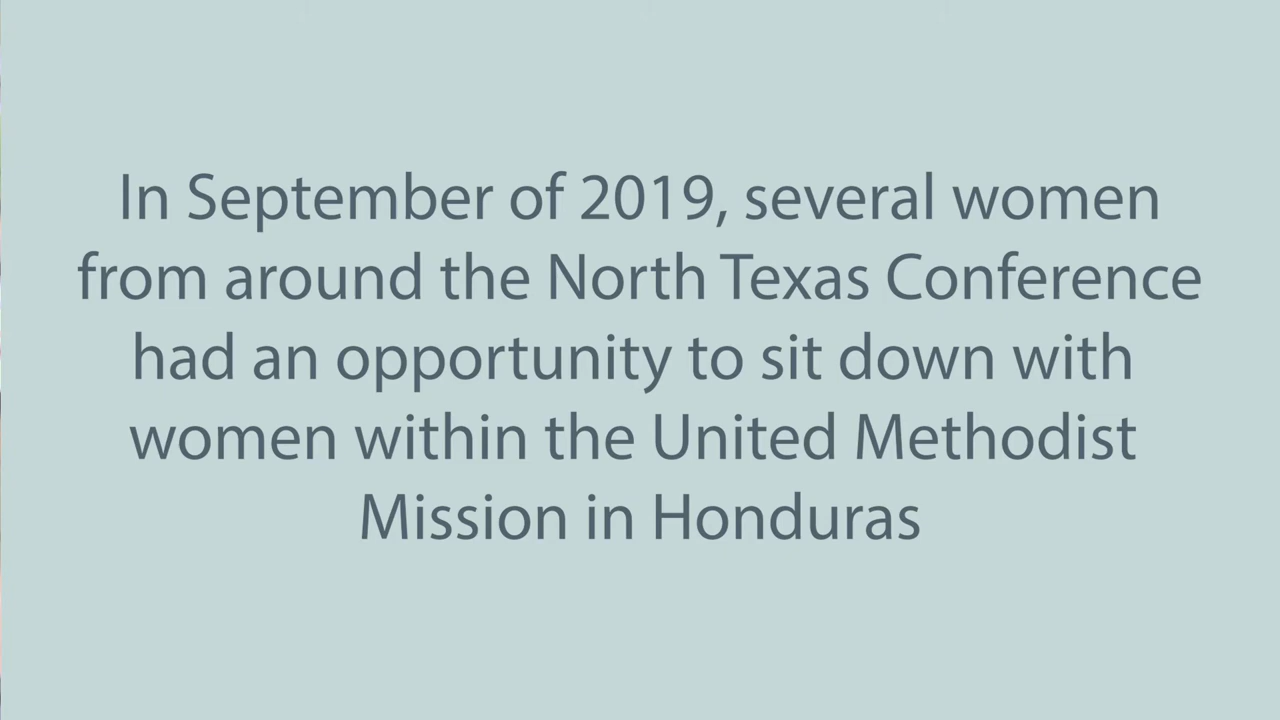 In September of 2019, several women
from around the North Texas Conference
had an opportunity to sit down with
women within the United Methodist
Mission in Honduras